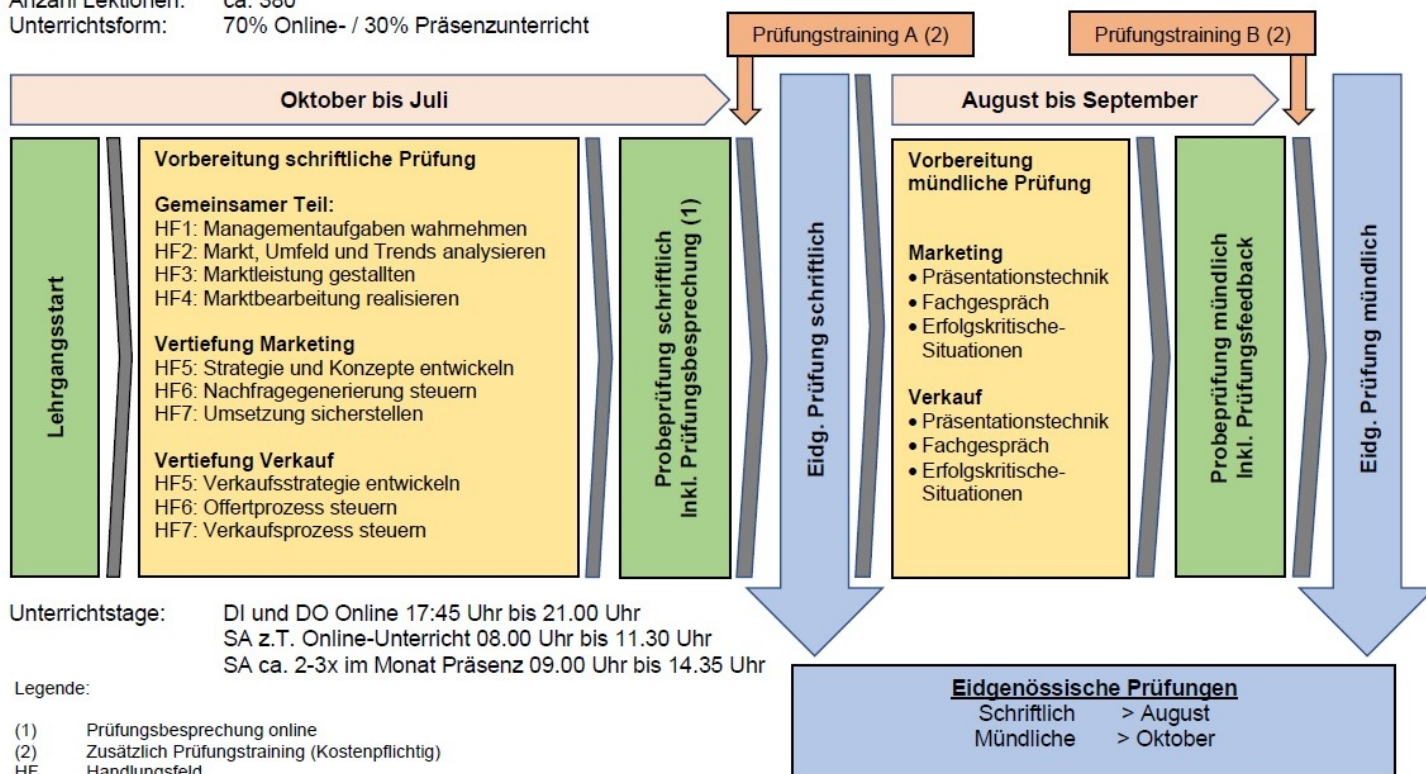 Anzahl Lektionen: ca. 380
Unterrichtsform: 70% Online- / 30% Präsenzunterricht
Prüfungstraining A (2)
Prüfungstraining B (2)
Oktober bis Juli
August bis September
Lehrgangsstart
Vorbereitung schriftliche Prüfung
Gemeinsamer Teil:
HF1: Managementaufgaben wahrnehmen
HF2: Markt, Umfeld und Trends analysieren
HF3: Marktleistung gestallten
HF4: Marktbearbeitung realisieren
Vertiefung Marketing
HF5: Strategie und Konzepte entwickeln
HF6: Nachfragegenerierung steuern
HF7: Umsetzung sicherstellen
Vertiefung Verkauf
HF5: Verkaufsstrategie entwickeln
HF6: Offertprozess steuern
HF7: Verkaufsprozess steuern
Probeprüfung schriftlich
Inkl. Prüfungsbesprechung (1)
Eidg. Prüfung schriftlich
Vorbereitung
mündliche Prüfung
Marketing
• Präsentationstechnik
• Fachgespräch
• Erfolgskritische-
Situationen
Verkauf
• Präsentationstechnik
• Fachgespräch
• Erfolgskritische-
Situationen
Probeprüfung mündlich
Inkl. Prüfungsfeedback
Eidg. Prüfung mündlich
Unterrichtstage: DI und DO Online 17:45 Uhr bis 21.00 Uhr
SA z.T. Online-Unterricht 08.00 Uhr bis 11.30 Uhr
SA ca. 2-3x im Monat Präsenz 09.00 Uhr bis 14.35 Uhr
Legende:
(1) Prüfungsbesprechung online
(2) Zusätzlich Prüfungstraining (Kostenpflichtig)
HF Handlungsfeld
Eidgenössische Prüfungen
Schriftlich > August
Mündliche > Oktober